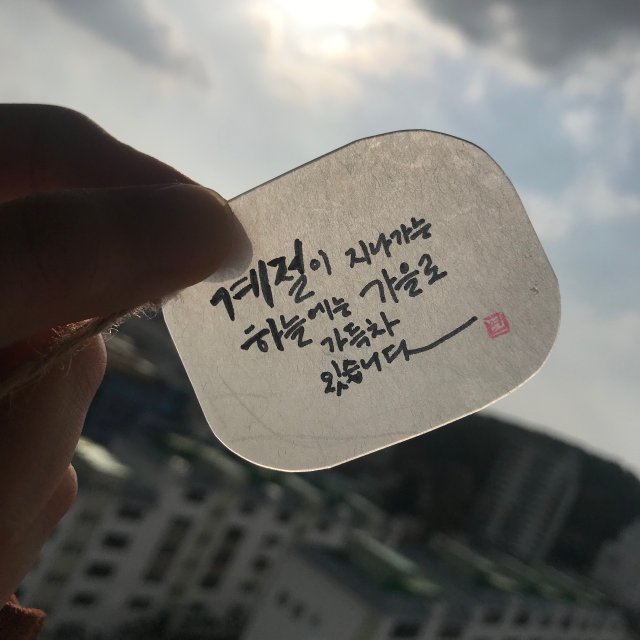 계절이 지나가는
하늘에는 가을로
가득차
있습니다